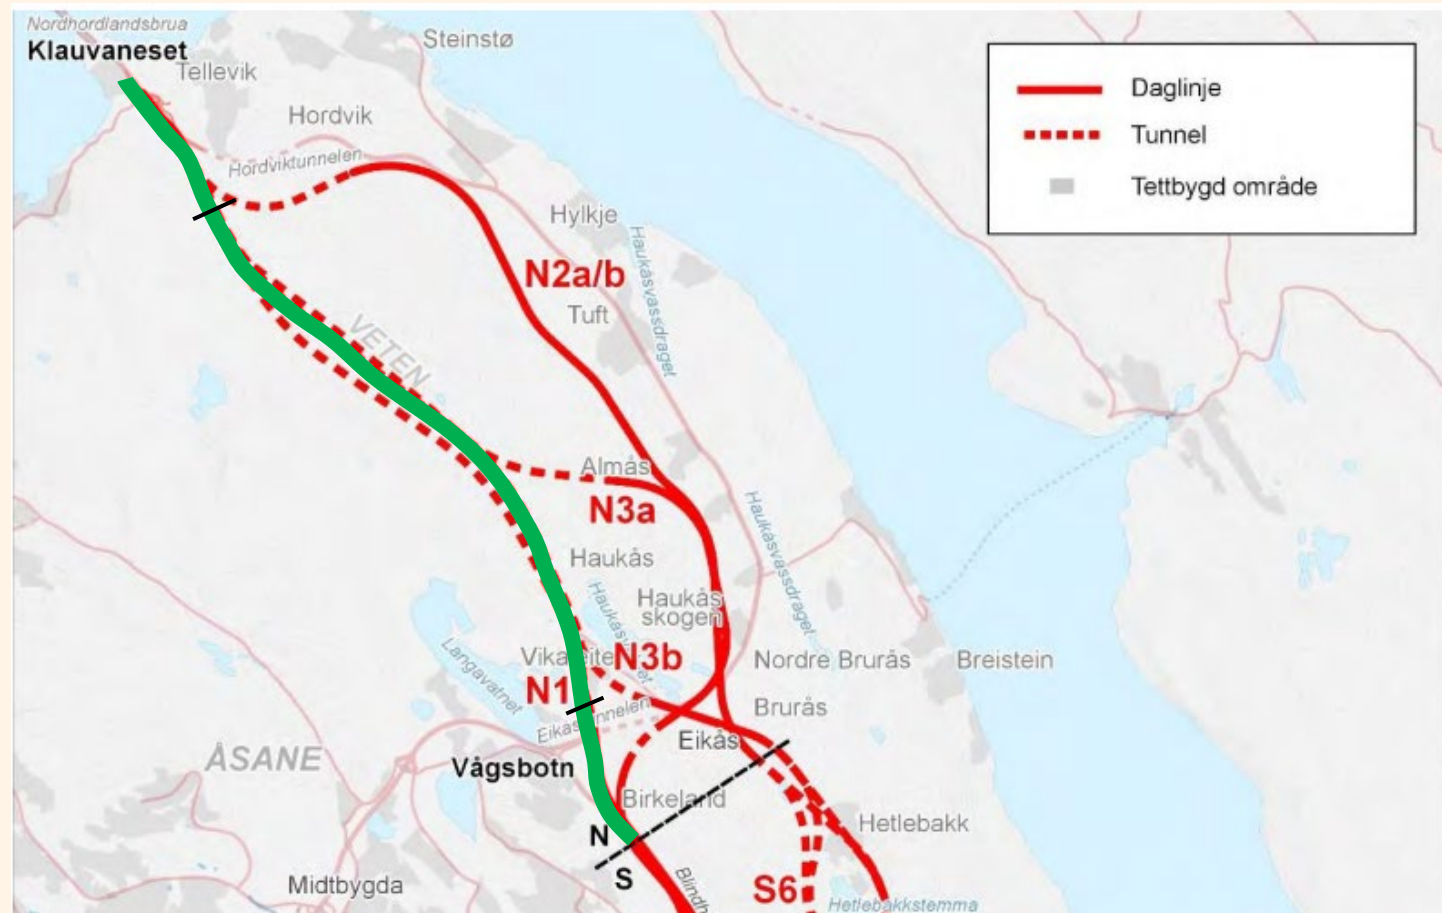 Nordhordlandsbrua
Klauvaneset
Tellevik
Steinstø
Hordvik
Hordviktunnelen
Daglinje
Tunnel
Tettbygd område
Hylkje
Haukåsvassdraget
N2a/b
Tuft
VETEN
Almås
N3a
Haukåsvassdraget
Haukås
Haukås
skogen
N3b
Nordre Brurås
Breistein
Langavatnet
N1
Brurås
Eikås
ÅSANE
Vågsbotn
Birkeland
Hetlebakk
N
S
Midtbygda
S6
Hetlebakkstemma